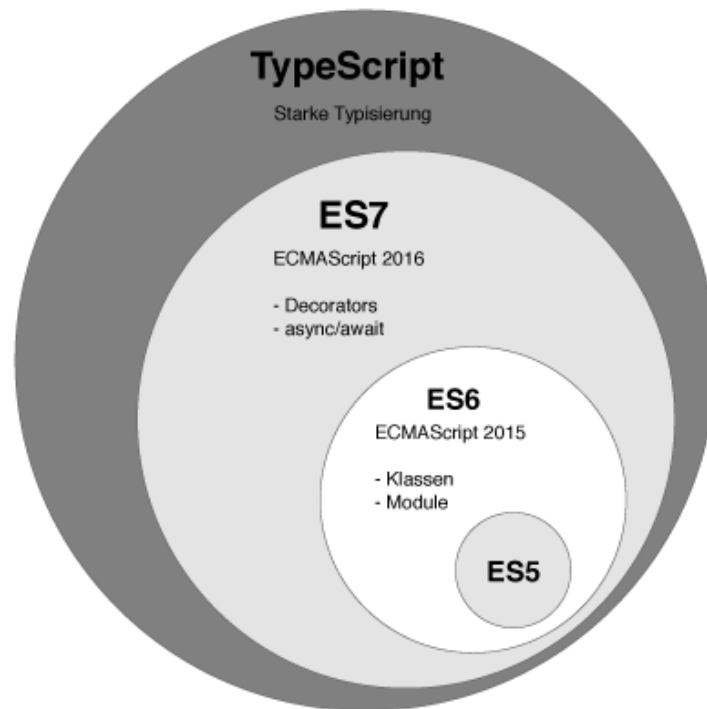 TypeScript
Starke Typisierung
ES7
ECMAScript 2016
- Decorators
- async/await
ES6
ECMAScript 2015
- Klassen
- Module
ES5